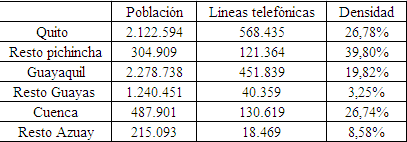 Población Lineas telefónicas Densidad
Quito 2.122.594 568.435 26,78%
Resto pichincha 304.909 121.364 39,80%
Guayaquil 2.278.738 451.839 19,82%
Resto Guayas 1.240.451 40.359 3,25%
Cuenca 487.901 130.619 26,74%
Resto Azuay 215.093 18.469 8,58%